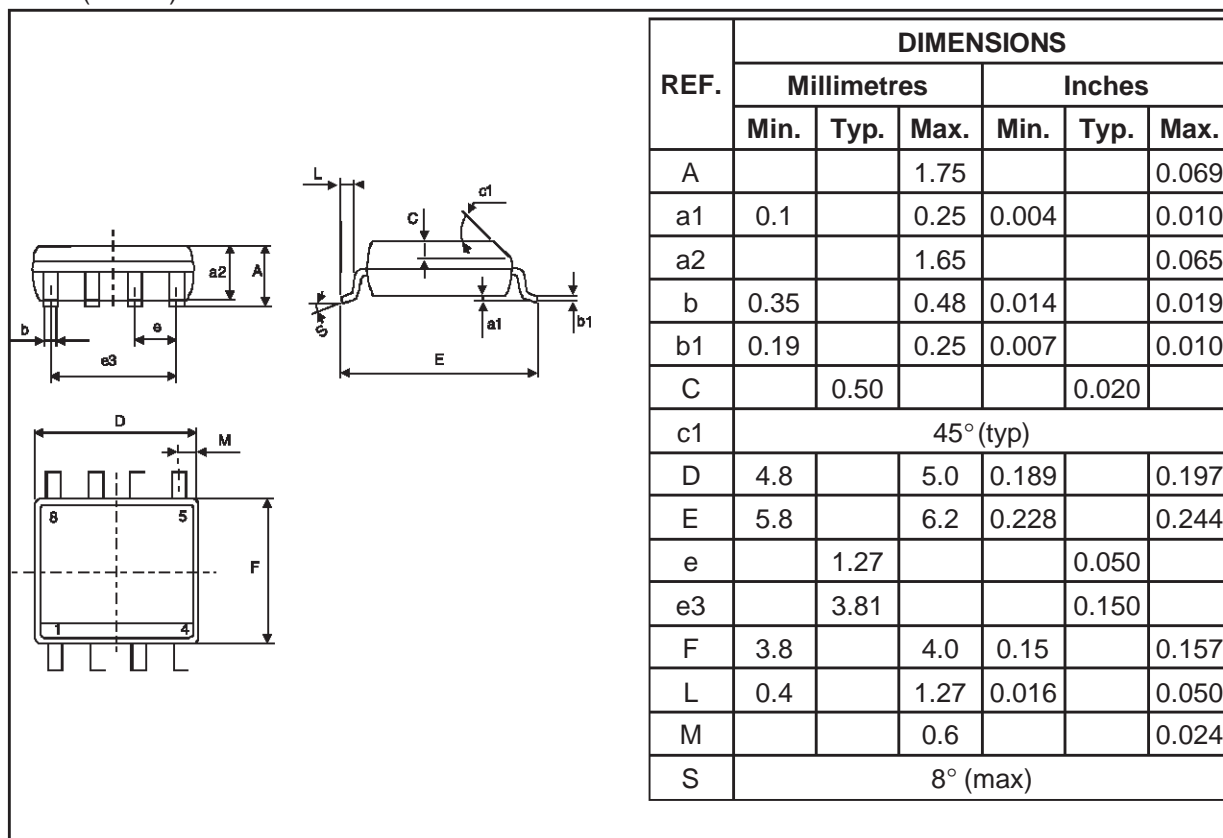 L
c1
C
a2
A
b
e
e3
S
a1
b1
E
D
M
8
5
F
1
4
DIMENSIONS
REF.
Millimetres
Inches
Min. Typ. Max. Min. Typ. Max.
A 1.75 0.069
a1 0.1 0.25 0.004 0.010
a2 1.65 0.065
b 0.35 0.48 0.014 0.019
b1 0.19 0.25 0.007 0.010
C 0.50 0.020
c1 45° (typ)
D 4.8 5.0 0.189 0.197
E 5.8 6.2 0.228 0.244
e 1.27 0.050
e3 3.81 0.150
F 3.8 4.0 0.15 0.157
L 0.4 1.27 0.016 0.050
M 0.6 0.024
S 8° (max)